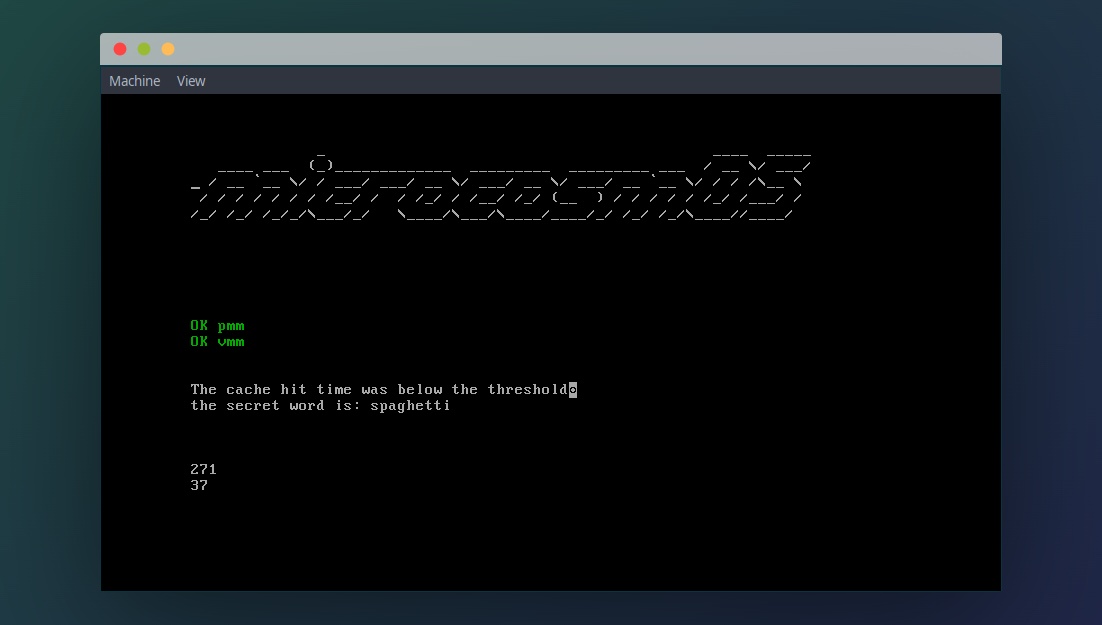 Machine View
OK pmm
OK vmm
The cache hit time was below the threshold
the secret word is: spaghetti
271
37